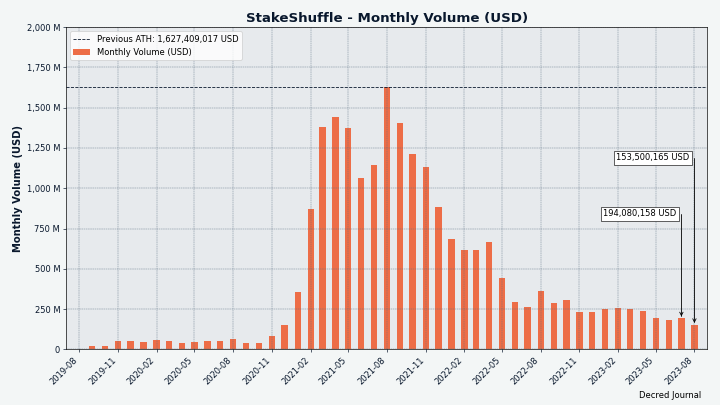 StakeShuffle - Monthly Volume (USD)
Previous ATH: 1,627,409,017 USD
Monthly Volume (USD)
Monthly Volume (USD)
2,000 M
1,750 M
1,500 M
1,250 M
1,000 M
750 M
500 M
250 M
0
153,500,165 USD
194,080,158 USD
2019-08
2019-11
2020-02
2020-05
2020-08
2020-11
2021-02
2021-05
2021-08
2021-11
2022-02
2022-05
2022-08
2022-11
2023-02
2023-05
2023-08
Decred Journal